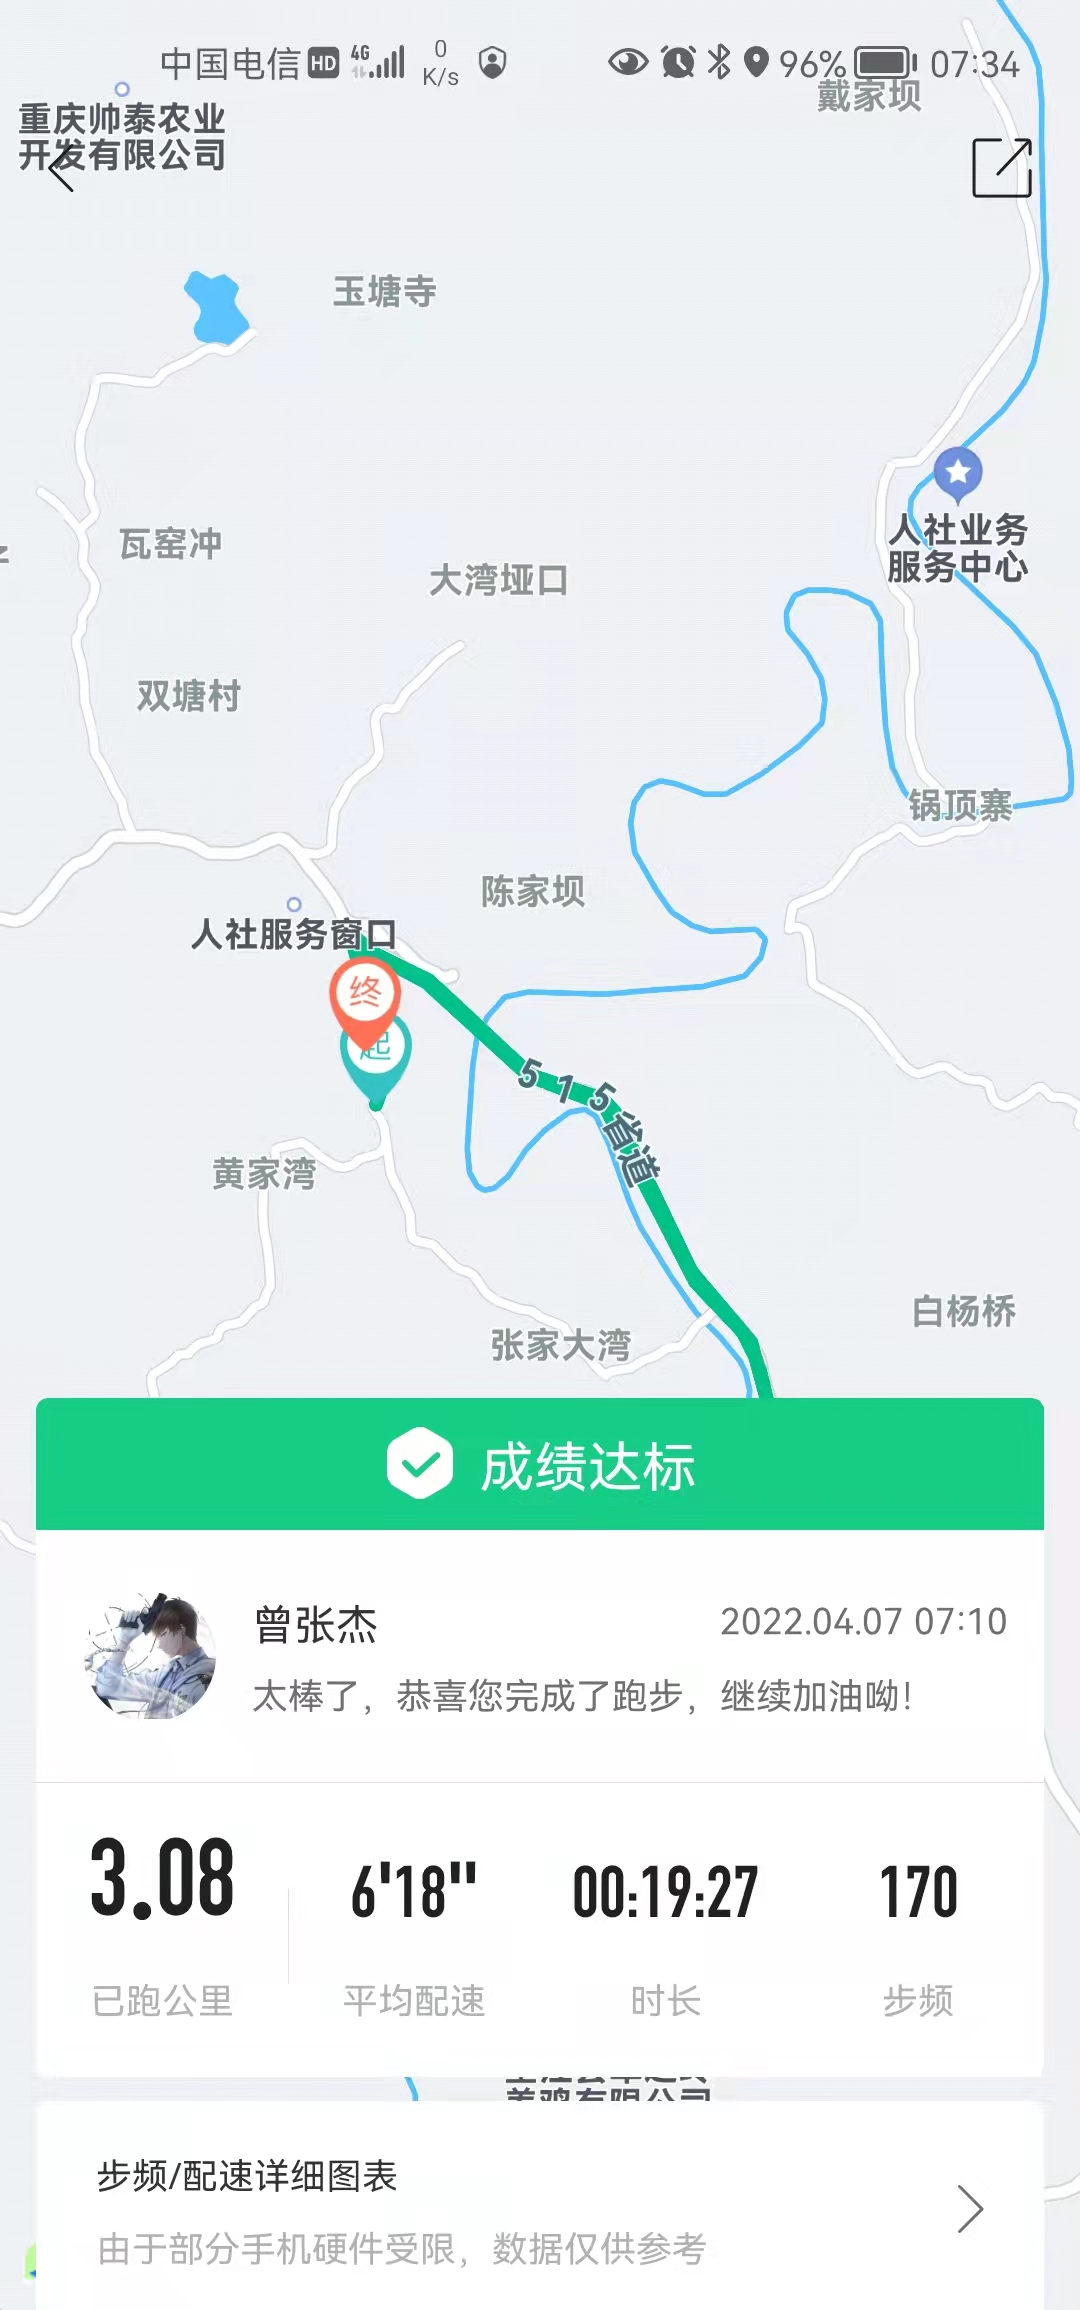 中国电信 HD 4G 0 K/s 96% 07:34
戴家坝
重庆帅泰农业
开发有限公司
玉塘寺
人社业务
服务中心
瓦窑冲
大湾垭口
双塘村
锅顶寨
陈家坝
人社服务窗口
终
起
515省道
黄家湾
白杨桥
张家大湾
成绩达标
曾张杰
2022.04.07 07:10
太棒了，恭喜您完成了跑步，继续加油呦！
3.08 6'18" 00:19:27 170
已跑公里 平均配速 时长 步频
养鸡有限公司
步频/配速详细图表
由于部分手机硬件受限，数据仅供参考